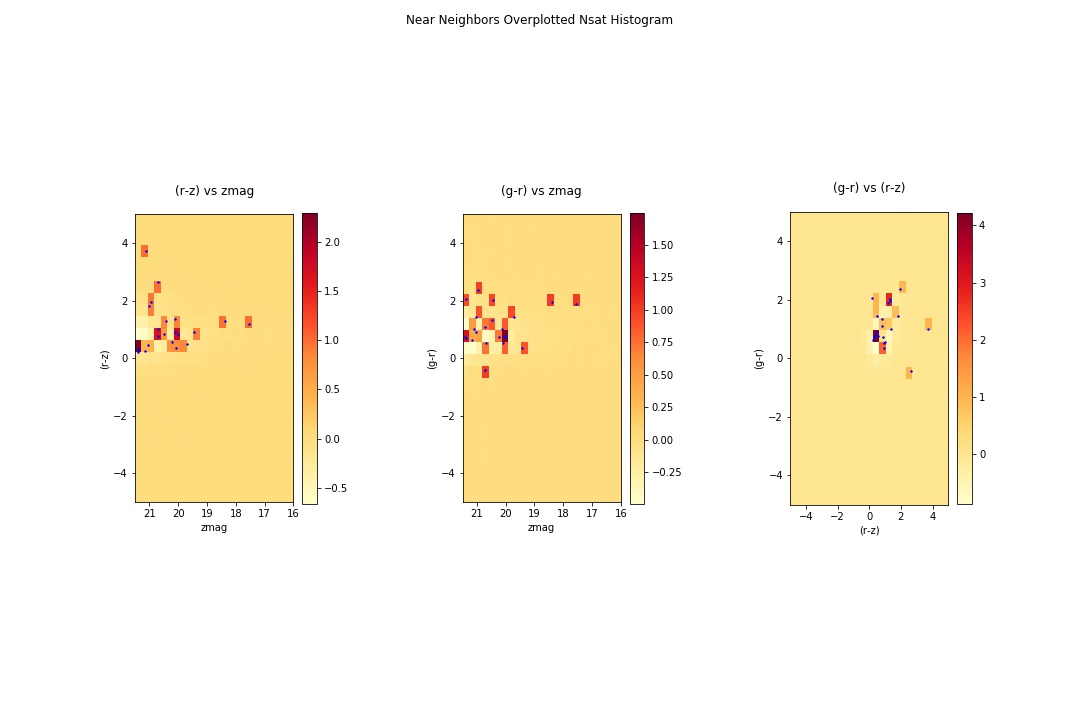 Near Neighbors Overplotted Nsat Histogram
(r-z) vs zmag
(r-z)
4
2
0
−2
−4
21 20 19 18 17 16
zmag
2.0
1.5
1.0
0.5
0.0
−0.5
(g-r) vs zmag
(g-r)
4
2
0
−2
−4
21 20 19 18 17 16
zmag
1.50
1.25
1.00
0.75
0.50
0.25
0.00
−0.25
(g-r) vs (r-z)
(g-r)
4
2
0
−2
−4
−4 −2 0 2 4
(r-z)
4
3
2
1
0